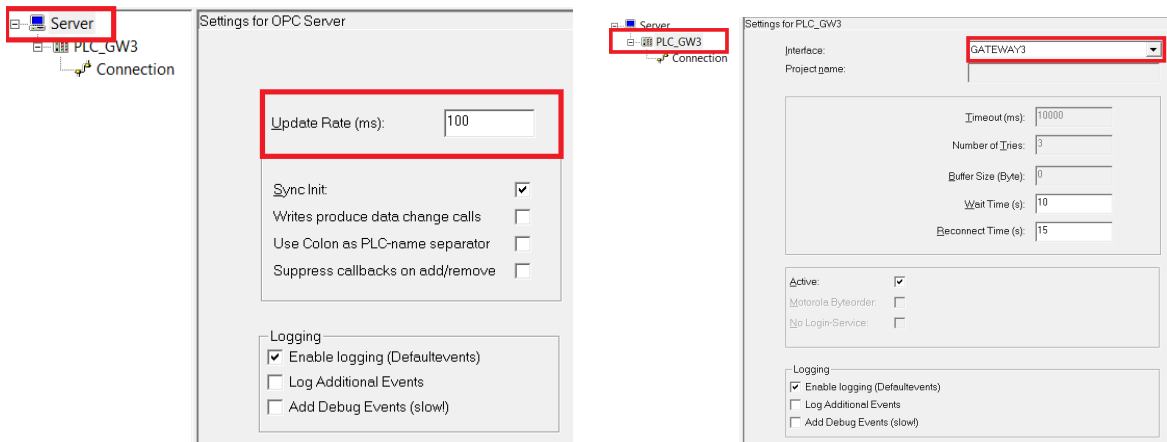 Server
PLC_GW3
Connection
Settings for OPC Server
Update Rate (ms): 100
Sync Init:
Writes produce data change calls
Use Colon as PLC-name separator
Suppress callbacks on add/remove
Logging
Enable logging (Defaultevents)
Log Additional Events
Add Debug Events (slow!)
Server
PLC_GW3
Connection
Settings for PLC_GW3
Interface: GATEWAY3
Project name:
Timeout (ms): 10000
Number of Tries: 3
Buffer Size (Byte): 0
Wait Time (s): 10
Reconnect Time (s): 15
Active:
Motorola Byteorder:
No Login-Service:
Logging
Enable logging (Defaultevents)
Log Additional Events
Add Debug Events (slow!)